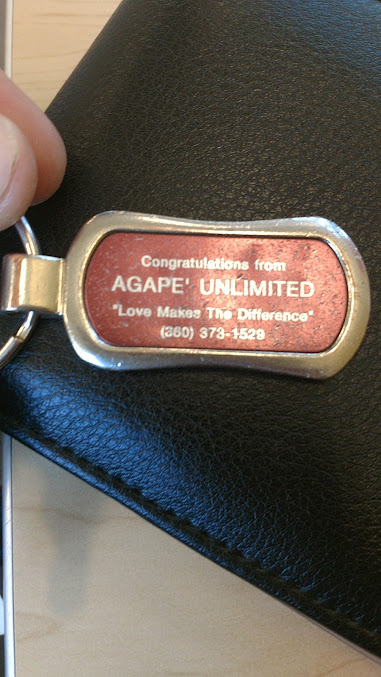 Congratulations from
AGAPE' UNLIMITED
"Love Makes The Difference"
(360) 373-1529